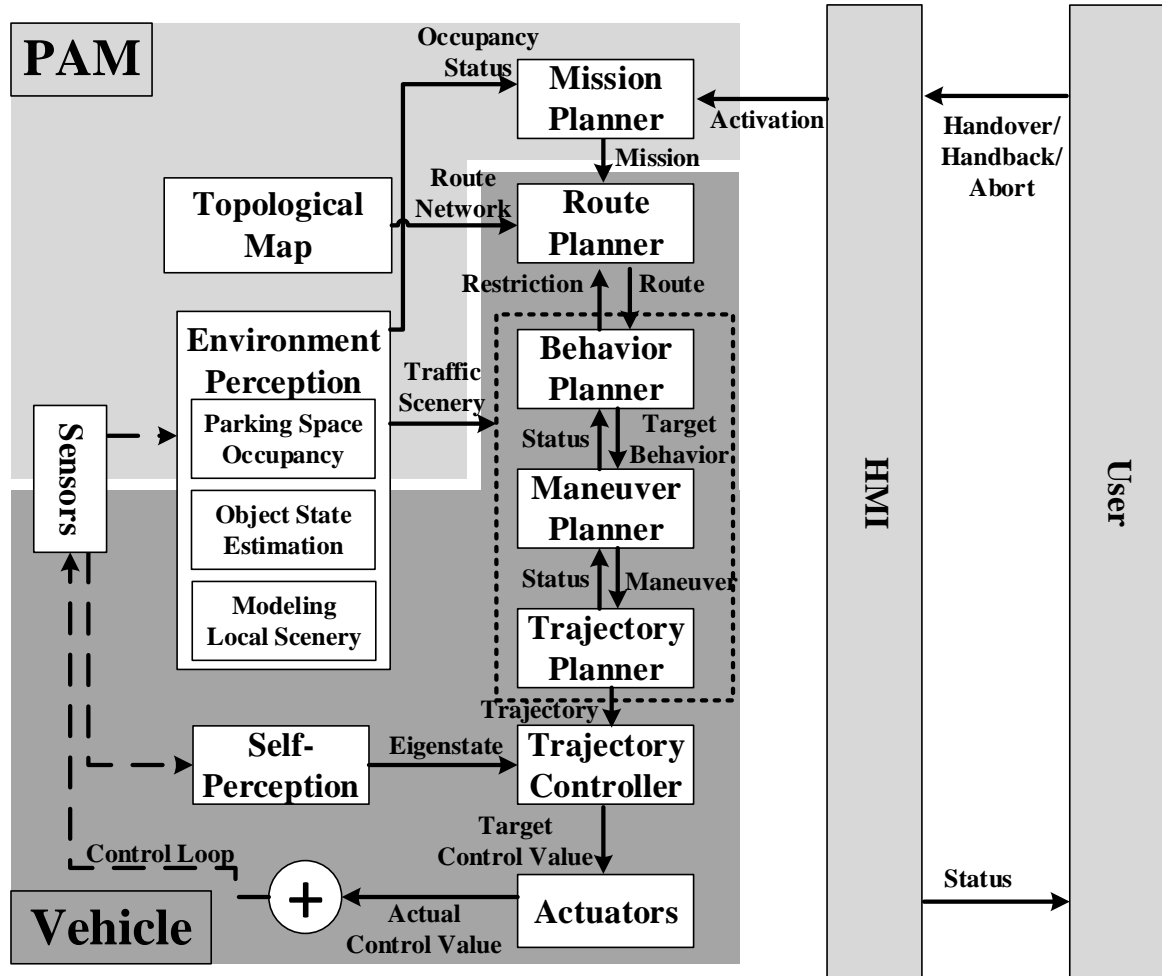 PAM
Occupancy
Status
Mission
Planner
Activation
Handover/
Handback/
Abort
Mission
Topological
Map
Route
Network
Route
Planner
Restriction
Route
Environment
Perception
Parking Space
Occupancy
Object State
Estimation
Modeling
Local Scenery
Traffic
Scenery
Behavior
Planner
Status
Target
Behavior
Maneuver
Planner
Status
Maneuver
Trajectory
Planner
Sensors
HMI
User
Trajectory
Self-
Perception
Eigenstate
Trajectory
Controller
Target
Control Value
Control Loop
+
Actual
Control Value
Actuators
Status
Vehicle